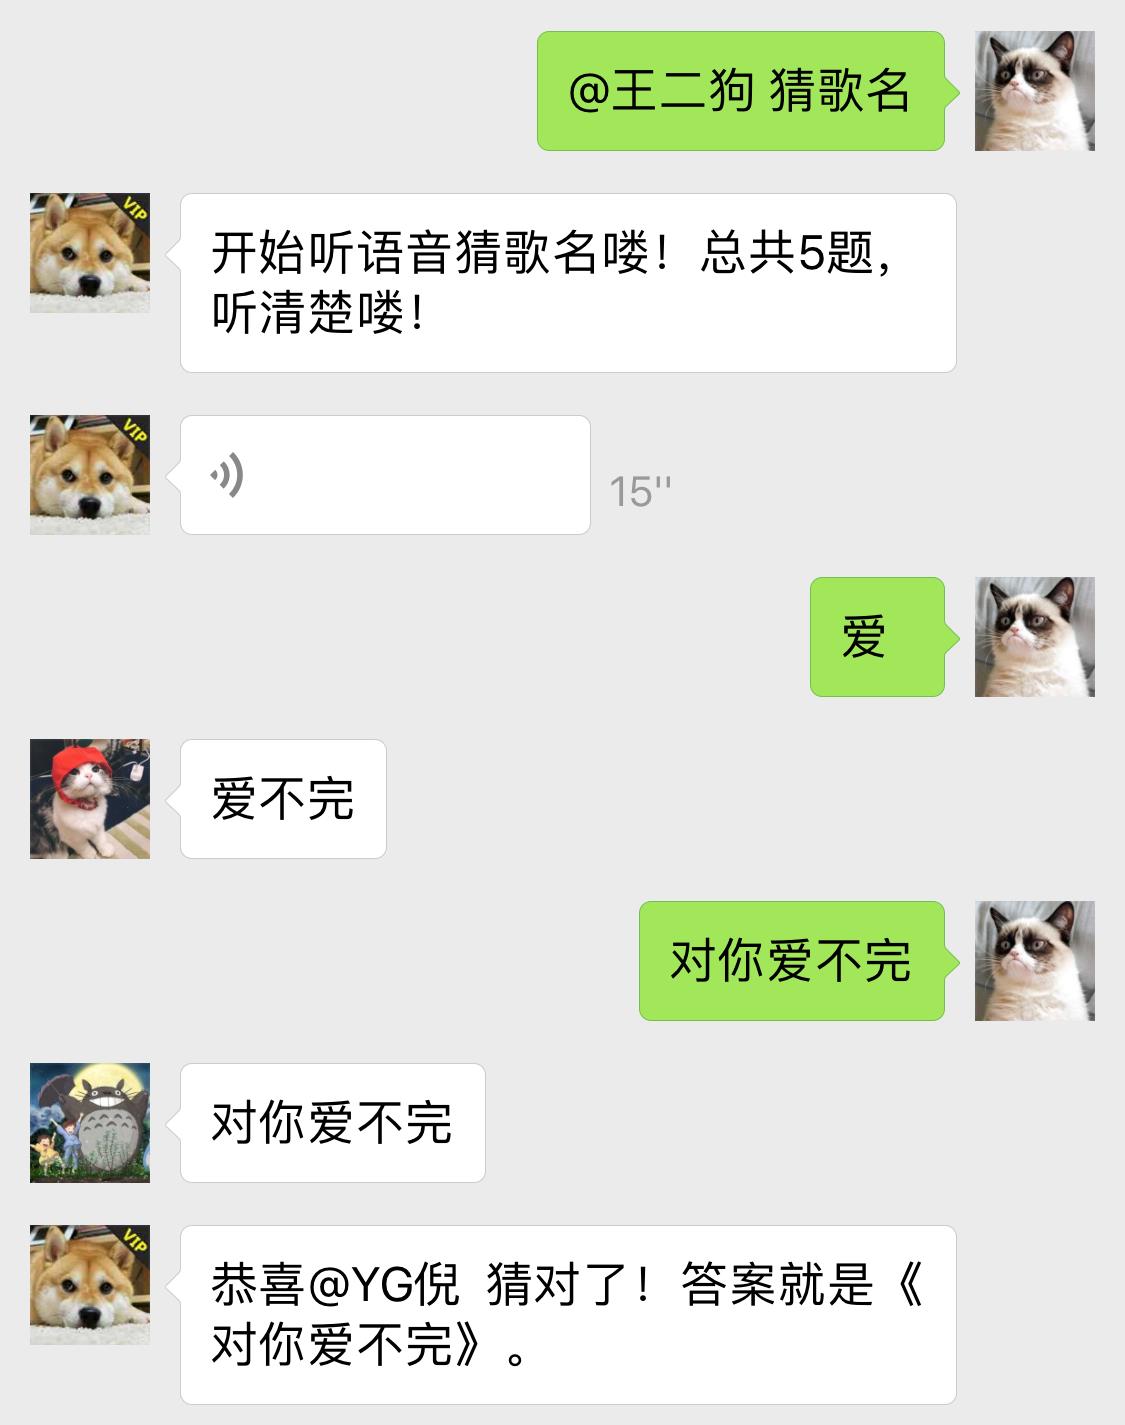 @王二狗 猜歌名
VIP
开始听语音猜歌名喽！总共5题，
听清楚喽！
VIP
15''
爱
爱不完
对你爱不完
对你爱不完
VIP
恭喜@YG倪 猜对了！答案就是《
对你爱不完》。